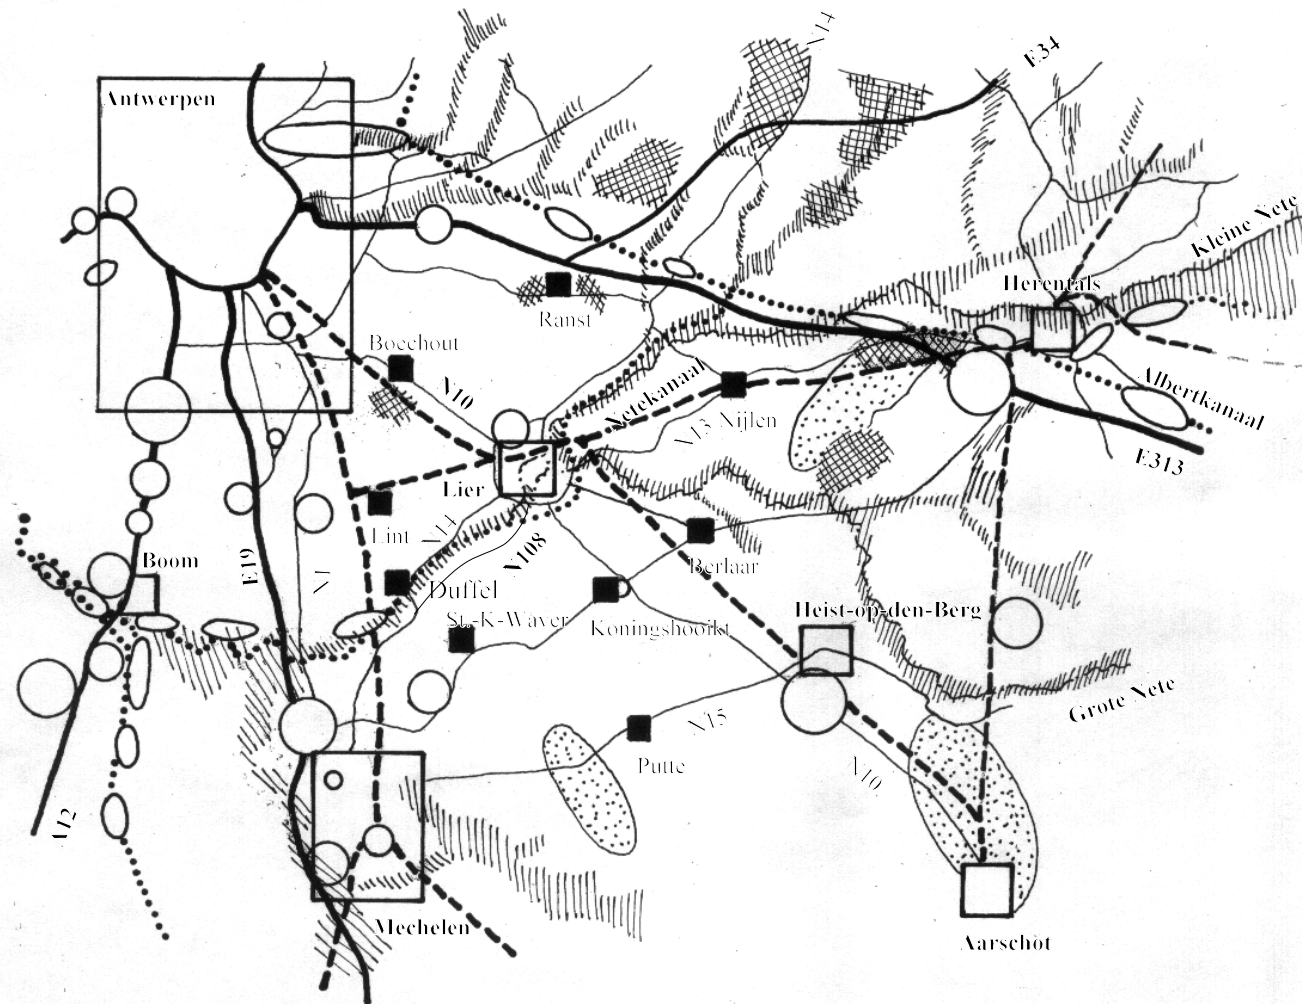 N14
E34
Antwerpen
Kleine Nete
Herentals
Ranst
Boechout
N10
Netekanaal
Albertkanaal
N13
Nijlen
E313
Lier
Lint
N14
N108
Boom
E19
N1
Berlaar
Duffel
St.-K-Waver
Koningshooikt
Heist-op-den-Berg
Grote Nete
N15
Putte
N10
A12
Mechelen
Aarschot